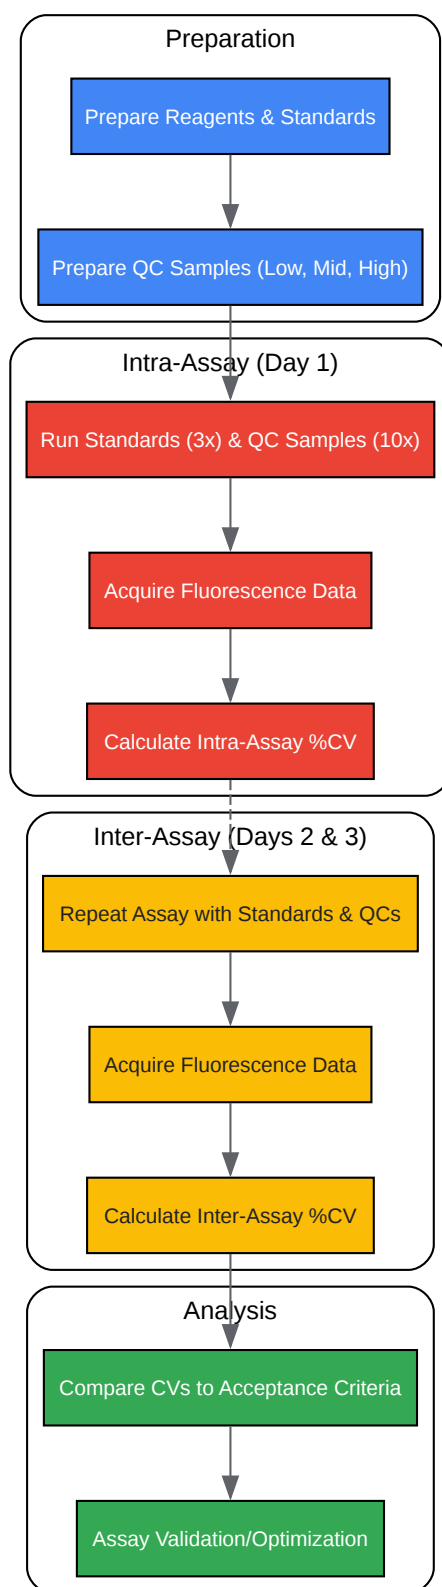 Preparation
Prepare Reagents & Standards
Prepare QC Samples (Low, Mid, High)
Intra-Assay (Day 1)
Run Standards (3x) & QC Samples (10x)
Acquire Fluorescence Data
Calculate Intra-Assay %CV
Inter-Assay (Days 2 & 3)
Repeat Assay with Standards & QCs
Acquire Fluorescence Data
Calculate Inter-Assay %CV
Analysis
Compare CVs to Acceptance Criteria
Assay Validation/Optimization